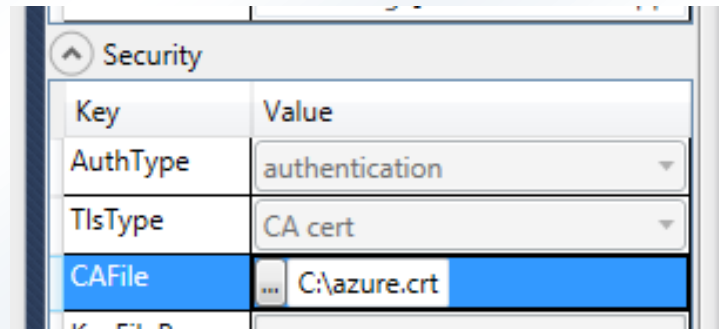 Security
Key Value
AuthType authentication
TlsType CA cert
CAFile ... C:\azure.crt